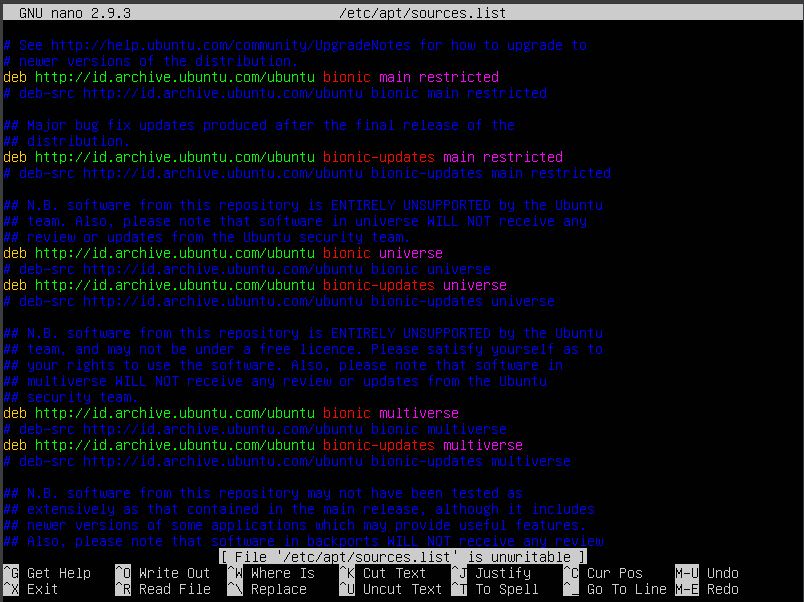 GNU nano 2.9.3 /etc/apt/sources.list
# See http://help.ubuntu.com/community/UpgradeNotes for how to upgrade to
# newer versions of the distribution.
deb http://id.archive.ubuntu.com/ubuntu bionic main restricted
# deb-src http://id.archive.ubuntu.com/ubuntu bionic main restricted
## Major bug fix updates produced after the final release of the
## distribution.
deb http://id.archive.ubuntu.com/ubuntu bionic-updates main restricted
# deb-src http://id.archive.ubuntu.com/ubuntu bionic-updates main restricted
## N.B. software from this repository is ENTIRELY UNSUPPORTED by the Ubuntu
## team. Also, please note that software in universe WILL NOT receive any
## review or updates from the Ubuntu security team.
deb http://id.archive.ubuntu.com/ubuntu bionic universe
# deb-src http://id.archive.ubuntu.com/ubuntu bionic universe
deb http://id.archive.ubuntu.com/ubuntu bionic-updates universe
# deb-src http://id.archive.ubuntu.com/ubuntu bionic-updates universe
## N.B. software from this repository is ENTIRELY UNSUPPORTED by the Ubuntu
## team, and may not be under a free licence. Please satisfy yourself as to
## your rights to use the software. Also, please note that software in
## multiverse WILL NOT receive any review or updates from the Ubuntu
## security team.
deb http://id.archive.ubuntu.com/ubuntu bionic multiverse
# deb-src http://id.archive.ubuntu.com/ubuntu bionic multiverse
deb http://id.archive.ubuntu.com/ubuntu bionic-updates multiverse
# deb-src http://id.archive.ubuntu.com/ubuntu bionic-updates multiverse
## N.B. software from this repository may not have been tested as
## extensively as that contained in the main release, although it includes
## newer versions of some applications which may provide useful features.
## Also, please note that software in backports WILL NOT receive any review
[ File '/etc/apt/sources.list' is unwritable ]
^G Get Help ^O Write Out ^W Where Is ^K Cut Text ^J Justify ^C Cur Pos M-U Undo
^X Exit ^R Read File ^\ Replace ^U Uncut Text ^T To Spell ^_ Go To Line M-E Redo